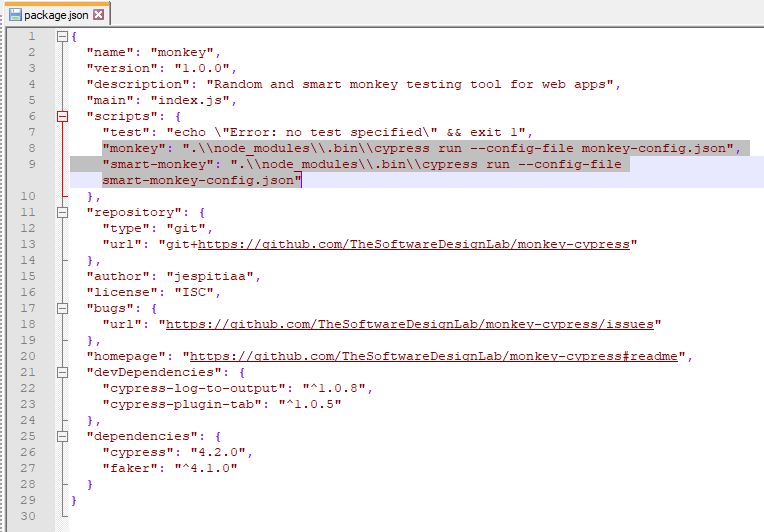 package.json
1 {
2 "name": "monkey",
3 "version": "1.0.0",
4 "description": "Random and smart monkey testing tool for web apps",
5 "main": "index.js",
6 "scripts": {
7 "test": "echo \"Error: no test specified\" && exit 1",
8 "monkey": ".\\node_modules\\.bin\\cypress run --config-file monkey-config.json",
9 "smart-monkey": ".\\node_modules\\.bin\\cypress run --config-file
smart-monkey-config.json"
10 },
11 "repository": {
12 "type": "git",
13 "url": "git+https://github.com/TheSoftwareDesignLab/monkey-cypress"
14 },
15 "author": "jespitiaa",
16 "license": "ISC",
17 "bugs": {
18 "url": "https://github.com/TheSoftwareDesignLab/monkey-cypress/issues"
19 },
20 "homepage": "https://github.com/TheSoftwareDesignLab/monkey-cypress#readme",
21 "devDependencies": {
22 "cypress-log-to-output": "^1.0.8",
23 "cypress-plugin-tab": "^1.0.5"
24 },
25 "dependencies": {
26 "cypress": "4.2.0",
27 "faker": "^4.1.0"
28 }
29 }
30